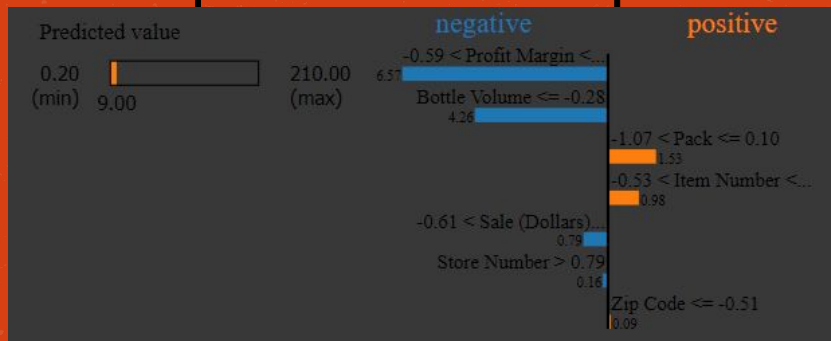 Predicted value
0.20
(min)
9.00
210.00
(max)
negative
positive
-0.59 < Profit Margin <...
6.57
Bottle Volume <= -0.28
4.26
-1.07 < Pack <= 0.10
1.53
-0.53 < Item Number <...
0.98
-0.61 < Sale (Dollars)...
0.79
Store Number > 0.79
0.16
Zip Code <= -0.51
0.09